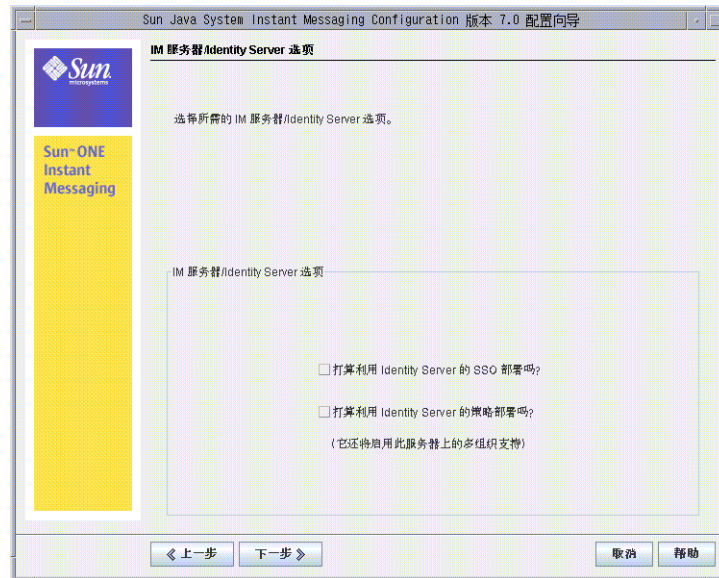 Sun Java System Instant Messaging Configuration 版本 7.0 配置向导
Sun
microsystems
Sun™ ONE
Instant
Messaging
IM 服务器/Identity Server 选项
选择所需的 IM 服务器/Identity Server 选项。
IM 服务器/Identity Server 选项
打算利用 Identity Server 的 SSO 部署吗?
打算利用 Identity Server 的策略部署吗?
(它还将启用此服务器上的多组织支持)
《 上一步
下一步 》
取消
帮助